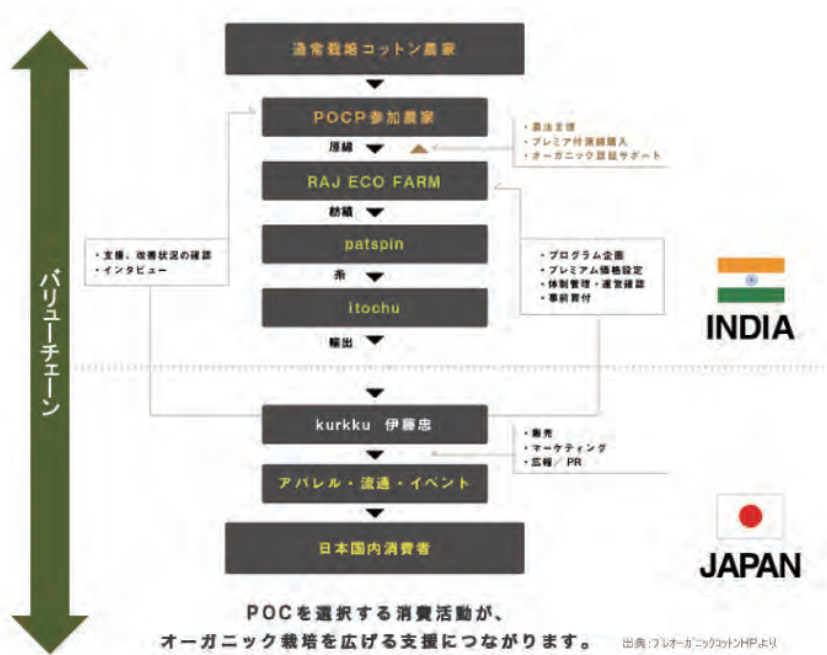 通常栽培コットン農家
POCP参加農家
原綿
・農法支援
・プレミア付原綿購入
・オーガニック認証サポート
RAJ ECO FARM
紡績
patspin
・支援、改善状況の確認
・インタビュー
・プログラム企画
・プレミアム価格設定
・体制管理・運営確認
・事前買付
糸
itochu
輸出
INDIA
バリューチェーン
kurkku 伊藤忠
・販売
・マーケティング
・広報/ PR
アパレル・流通・イベント
日本国内消費者
JAPAN
POCを選択する消費活動が、
オーガニック栽培を広げる支援につながります。
出典:プレオーガニックコットンHPより